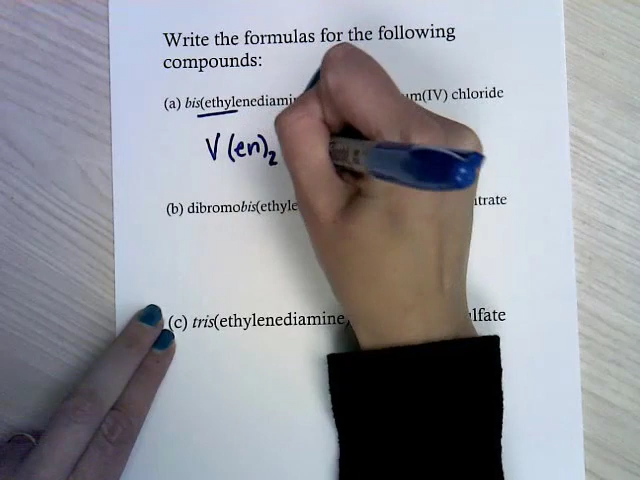 Write the formulas for the following
compounds:
(a) bis(ethylenediami um(IV) chloride
V(en)₂
(b) dibromobis(ethyle trate
(c) tris(ethylenediamine lfate